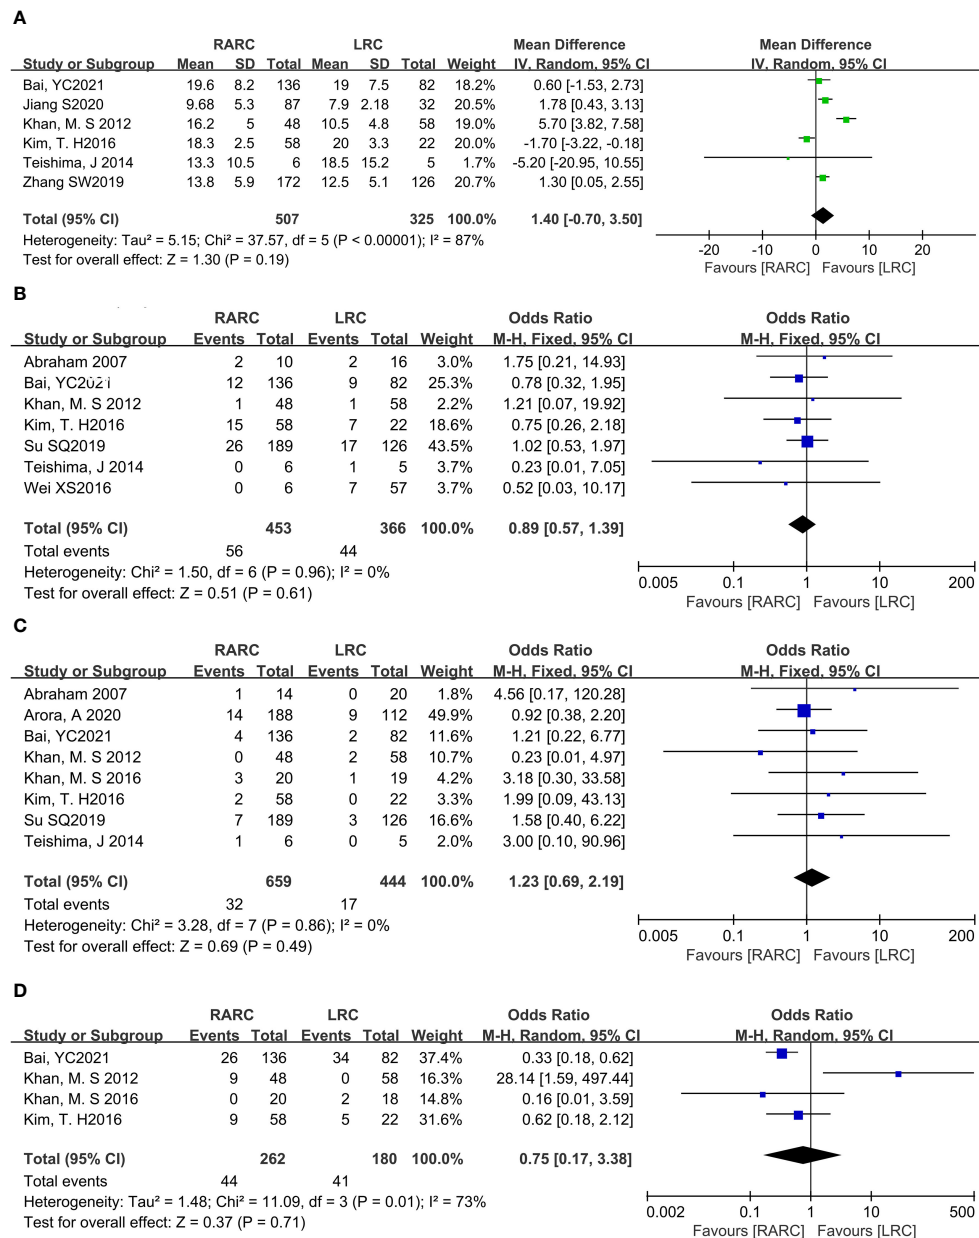 A
RARC LRC Mean Difference Mean Difference
Study or Subgroup Mean SD Total Mean SD Total Weight IV, Random, 95% CI IV, Random, 95% CI
Bai, YC2021 19.6 8.2 136 19 7.5 82 18.2% 0.60 [-1.53, 2.73]
Jiang S2020 9.68 5.3 87 7.9 2.18 32 20.5% 1.78 [0.43, 3.13]
Khan, M. S 2012 16.2 5 48 10.5 4.8 58 19.0% 5.70 [3.82, 7.58]
Kim, T. H2016 18.3 2.5 58 20 3.3 22 20.0% -1.70 [-3.22, -0.18]
Teishima, J 2014 13.3 10.5 6 18.5 15.2 5 1.7% -5.20 [-20.95, 10.55]
Zhang SW2019 13.8 5.9 172 12.5 5.1 126 20.7% 1.30 [0.05, 2.55]
Total (95% CI) 507 325 100.0% 1.40 [-0.70, 3.50]
Heterogeneity: Tau² = 5.15; Chi² = 37.57, df = 5 (P < 0.00001); I² = 87%
Test for overall effect: Z = 1.30 (P = 0.19)
-20 -10 0 10 20
Favours [RARC] Favours [LRC]
B
RARC LRC Odds Ratio Odds Ratio
Study or Subgroup Events Total Events Total Weight M-H, Fixed, 95% CI M-H, Fixed, 95% CI
Abraham 2007 2 10 2 16 3.0% 1.75 [0.21, 14.93]
Bai, YC2021 12 136 9 82 25.3% 0.78 [0.32, 1.95]
Khan, M. S 2012 1 48 1 58 2.2% 1.21 [0.07, 19.92]
Kim, T. H2016 15 58 7 22 18.6% 0.75 [0.26, 2.18]
Su SQ2019 26 189 17 126 43.5% 1.02 [0.53, 1.97]
Teishima, J 2014 0 6 1 5 3.7% 0.23 [0.01, 7.05]
Wei XS2016 0 6 7 57 3.7% 0.52 [0.03, 10.17]
Total (95% CI) 453 366 100.0% 0.89 [0.57, 1.39]
Total events 56 44
Heterogeneity: Chi² = 1.50, df = 6 (P = 0.96); I² = 0%
Test for overall effect: Z = 0.51 (P = 0.61)
0.005 0.1 1 10 200
Favours [RARC] Favours [LRC]
C
RARC LRC Odds Ratio Odds Ratio
Study or Subgroup Events Total Events Total Weight M-H, Fixed, 95% CI M-H, Fixed, 95% CI
Abraham 2007 1 14 0 20 1.8% 4.56 [0.17, 120.28]
Arora, A 2020 14 188 9 112 49.9% 0.92 [0.38, 2.20]
Bai, YC2021 4 136 2 82 11.6% 1.21 [0.22, 6.77]
Khan, M. S 2012 0 48 2 58 10.7% 0.23 [0.01, 4.97]
Khan, M. S 2016 3 20 1 19 4.2% 3.18 [0.30, 33.58]
Kim, T. H2016 2 58 0 22 3.3% 1.99 [0.09, 43.13]
Su SQ2019 7 189 3 126 16.6% 1.58 [0.40, 6.22]
Teishima, J 2014 1 6 0 5 2.0% 3.00 [0.10, 90.96]
Total (95% CI) 659 444 100.0% 1.23 [0.69, 2.19]
Total events 32 17
Heterogeneity: Chi² = 3.28, df = 7 (P = 0.86); I² = 0%
Test for overall effect: Z = 0.69 (P = 0.49)
0.005 0.1 1 10 200
Favours [RARC] Favours [LRC]
D
RARC LRC Odds Ratio Odds Ratio
Study or Subgroup Events Total Events Total Weight M-H, Random, 95% CI M-H, Random, 95% CI
Bai, YC2021 26 136 34 82 37.4% 0.33 [0.18, 0.62]
Khan, M. S 2012 9 48 0 58 16.3% 28.14 [1.59, 497.44]
Khan, M. S 2016 0 20 2 18 14.8% 0.16 [0.01, 3.59]
Kim, T. H2016 9 58 5 22 31.6% 0.62 [0.18, 2.12]
Total (95% CI) 262 180 100.0% 0.75 [0.17, 3.38]
Total events 44 41
Heterogeneity: Tau² = 1.48; Chi² = 11.09, df = 3 (P = 0.01); I² = 73%
Test for overall effect: Z = 0.37 (P = 0.71)
0.002 0.1 1 10 500
Favours [RARC] Favours [LRC]